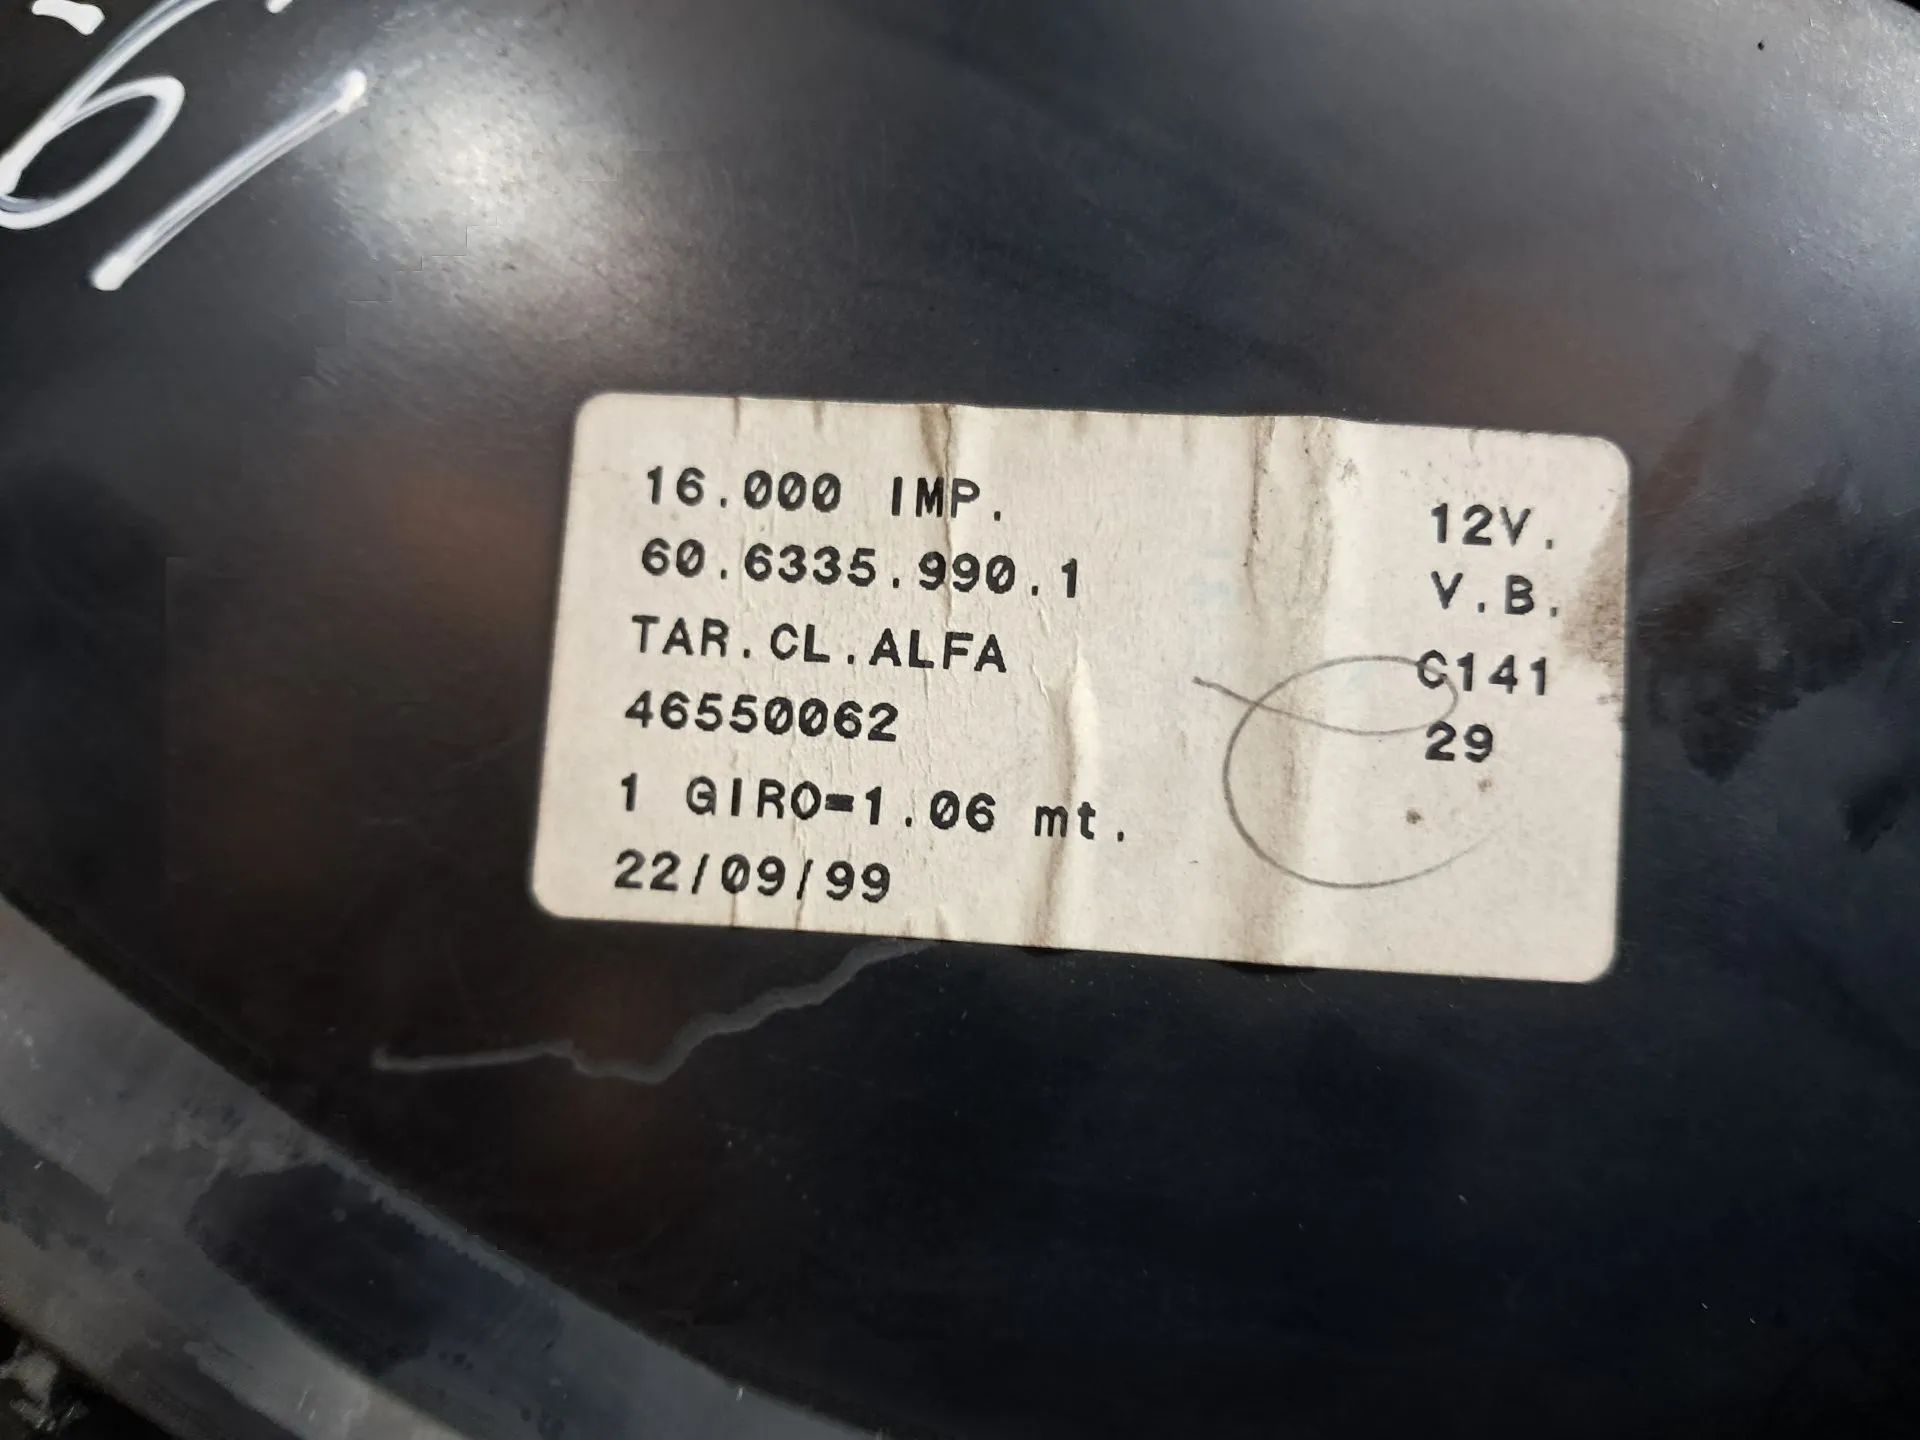 16.000 IMP.
60.6335.990.1
TAR.CL.ALFA
46550062
1 GIRO=1.06 mt.
22/09/99
12V.
V.B.
C141
29